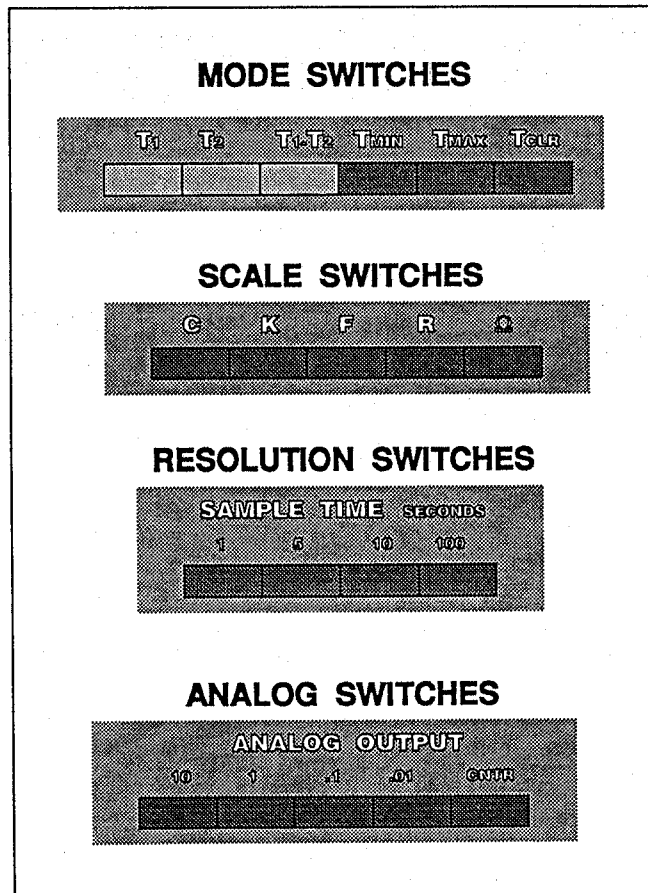 MODE SWITCHES
T1 T2 T1-T2 TMIN TMAX TCLR
SCALE SWITCHES
C K F R
RESOLUTION SWITCHES
SAMPLE TIME SECONDS
1 5 10 100
ANALOG SWITCHES
ANALOG OUTPUT
10 1 .1 .01 CNTR